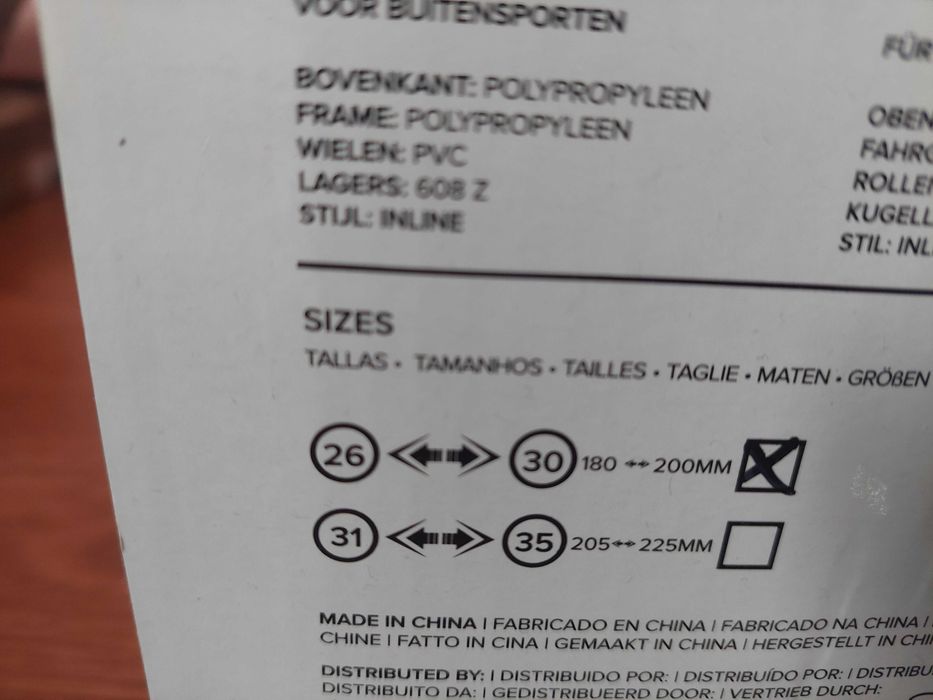 VOOR BUITENSPORTEN
BOVENKANT: POLYPROPYLEEN
FRAME: POLYPROPYLEEN
WIELEN: PVC
LAGERS: 608 Z
STIJL: INLINE
FÜR
OBEN
FAHRG
ROLLEN
KUGELL
STIL: INL
SIZES
TALLAS • TAMANHOS • TAILLES • TAGLIE • MATEN • GRÖßEN
26 30 180 ↔ 200MM
31 35 205 ↔ 225MM
MADE IN CHINA I FABRICADO EN CHINA I FABRICADO NA CHINA I
CHINE I FATTO IN CINA I GEMAAKT IN CHINA I HERGESTELLT IN CHI
DISTRIBUTED BY: I DISTRIBUIDO POR: I DISTRIBUÍDO POR: I DISTRIBU
DISTRIBUITO DA: I GEDISTRIBUEERD DOOR: I VERTRIEB DURCH: